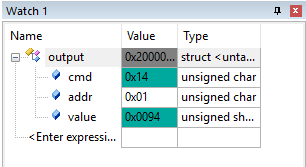 Watch 1
Name Value Type
output 0x20000... struct <unta...
cmd 0x14 unsigned char
addr 0x01 unsigned char
value 0x0094 unsigned sh...
<Enter expressi...